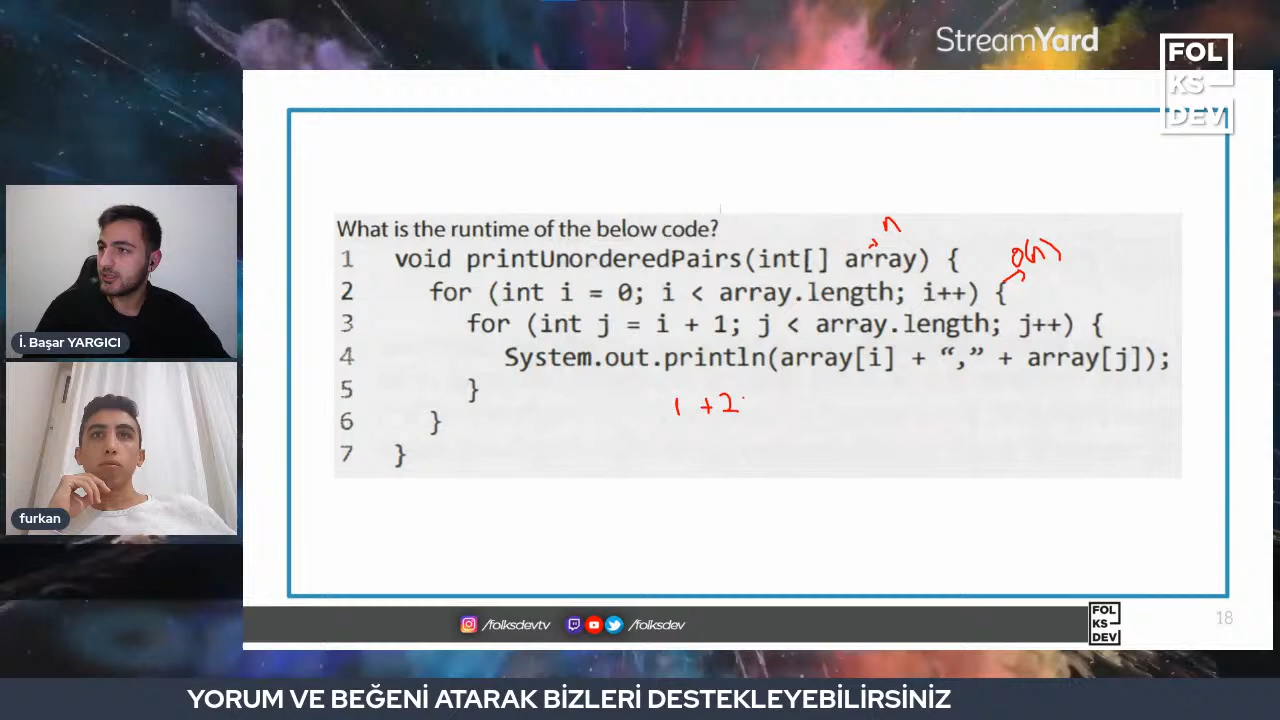 StreamYard
FOL
KS
DEV
What is the runtime of the below code?
n
1 void printUnorderedPairs(int[] array) {
O(n)
2 for (int i = 0; i < array.length; i++) {
3 for (int j = i + 1; j < array.length; j++) {
4 System.out.println(array[i] + “,” + array[j]);
5 }
1 + 2
6 }
7 }
İ. Başar YARGICI
furkan
/folksdevtv /folksdev
FOL
KS
DEV
18
YORUM VE BEĞENİ ATARAK BİZLERİ DESTEKLEYEBİLİRSİNİZ